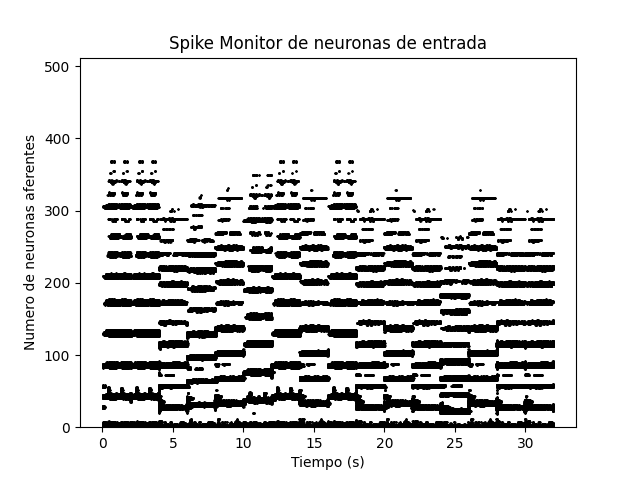 Spike Monitor de neuronas de entrada
500
400
300
200
100
0
Numero de neuronas aferentes
0 5 10 15 20 25 30
Tiempo (s)